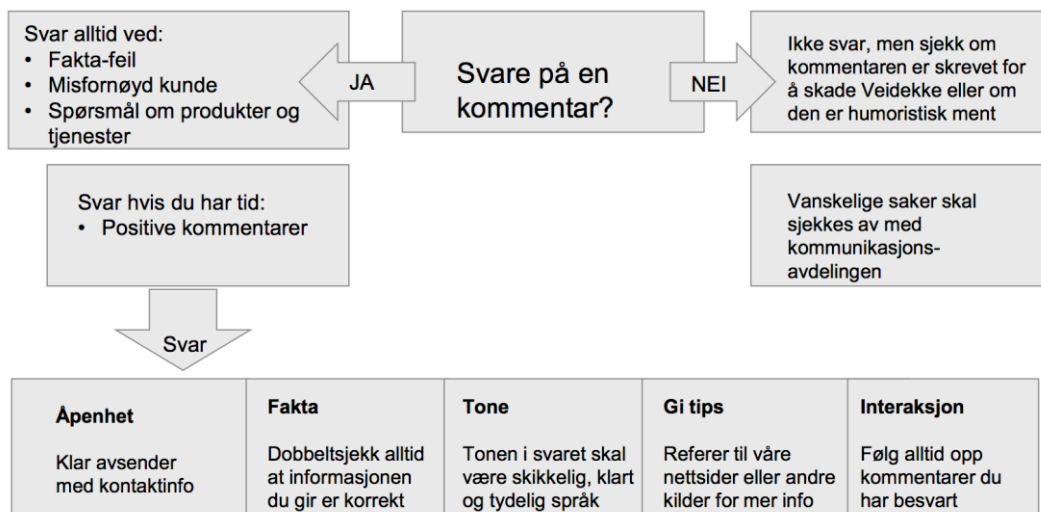 Svar alltid ved:
• Fakta-feil
• Misfornøyd kunde
• Spørsmål om produkter og
tjenester
JA
Svare på en
kommentar?
NEI
Ikke svar, men sjekk om
kommentaren er skrevet for
å skade Veidekke eller om
den er humoristisk ment
Svar hvis du har tid:
• Positive kommentarer
Vanskelige saker skal
sjekkes av med
kommunikasjons-
avdelingen
Svar
Åpenhet
Klar avsender
med kontaktinfo
Fakta
Dobbeltsjekk alltid
at informasjonen
du gir er korrekt
Tone
Tonen i svaret skal
være skikkelig, klart
og tydelig språk
Gi tips
Referer til våre
nettsider eller andre
kilder for mer info
Interaksjon
Følg alltid opp
kommentarer du
har besvart